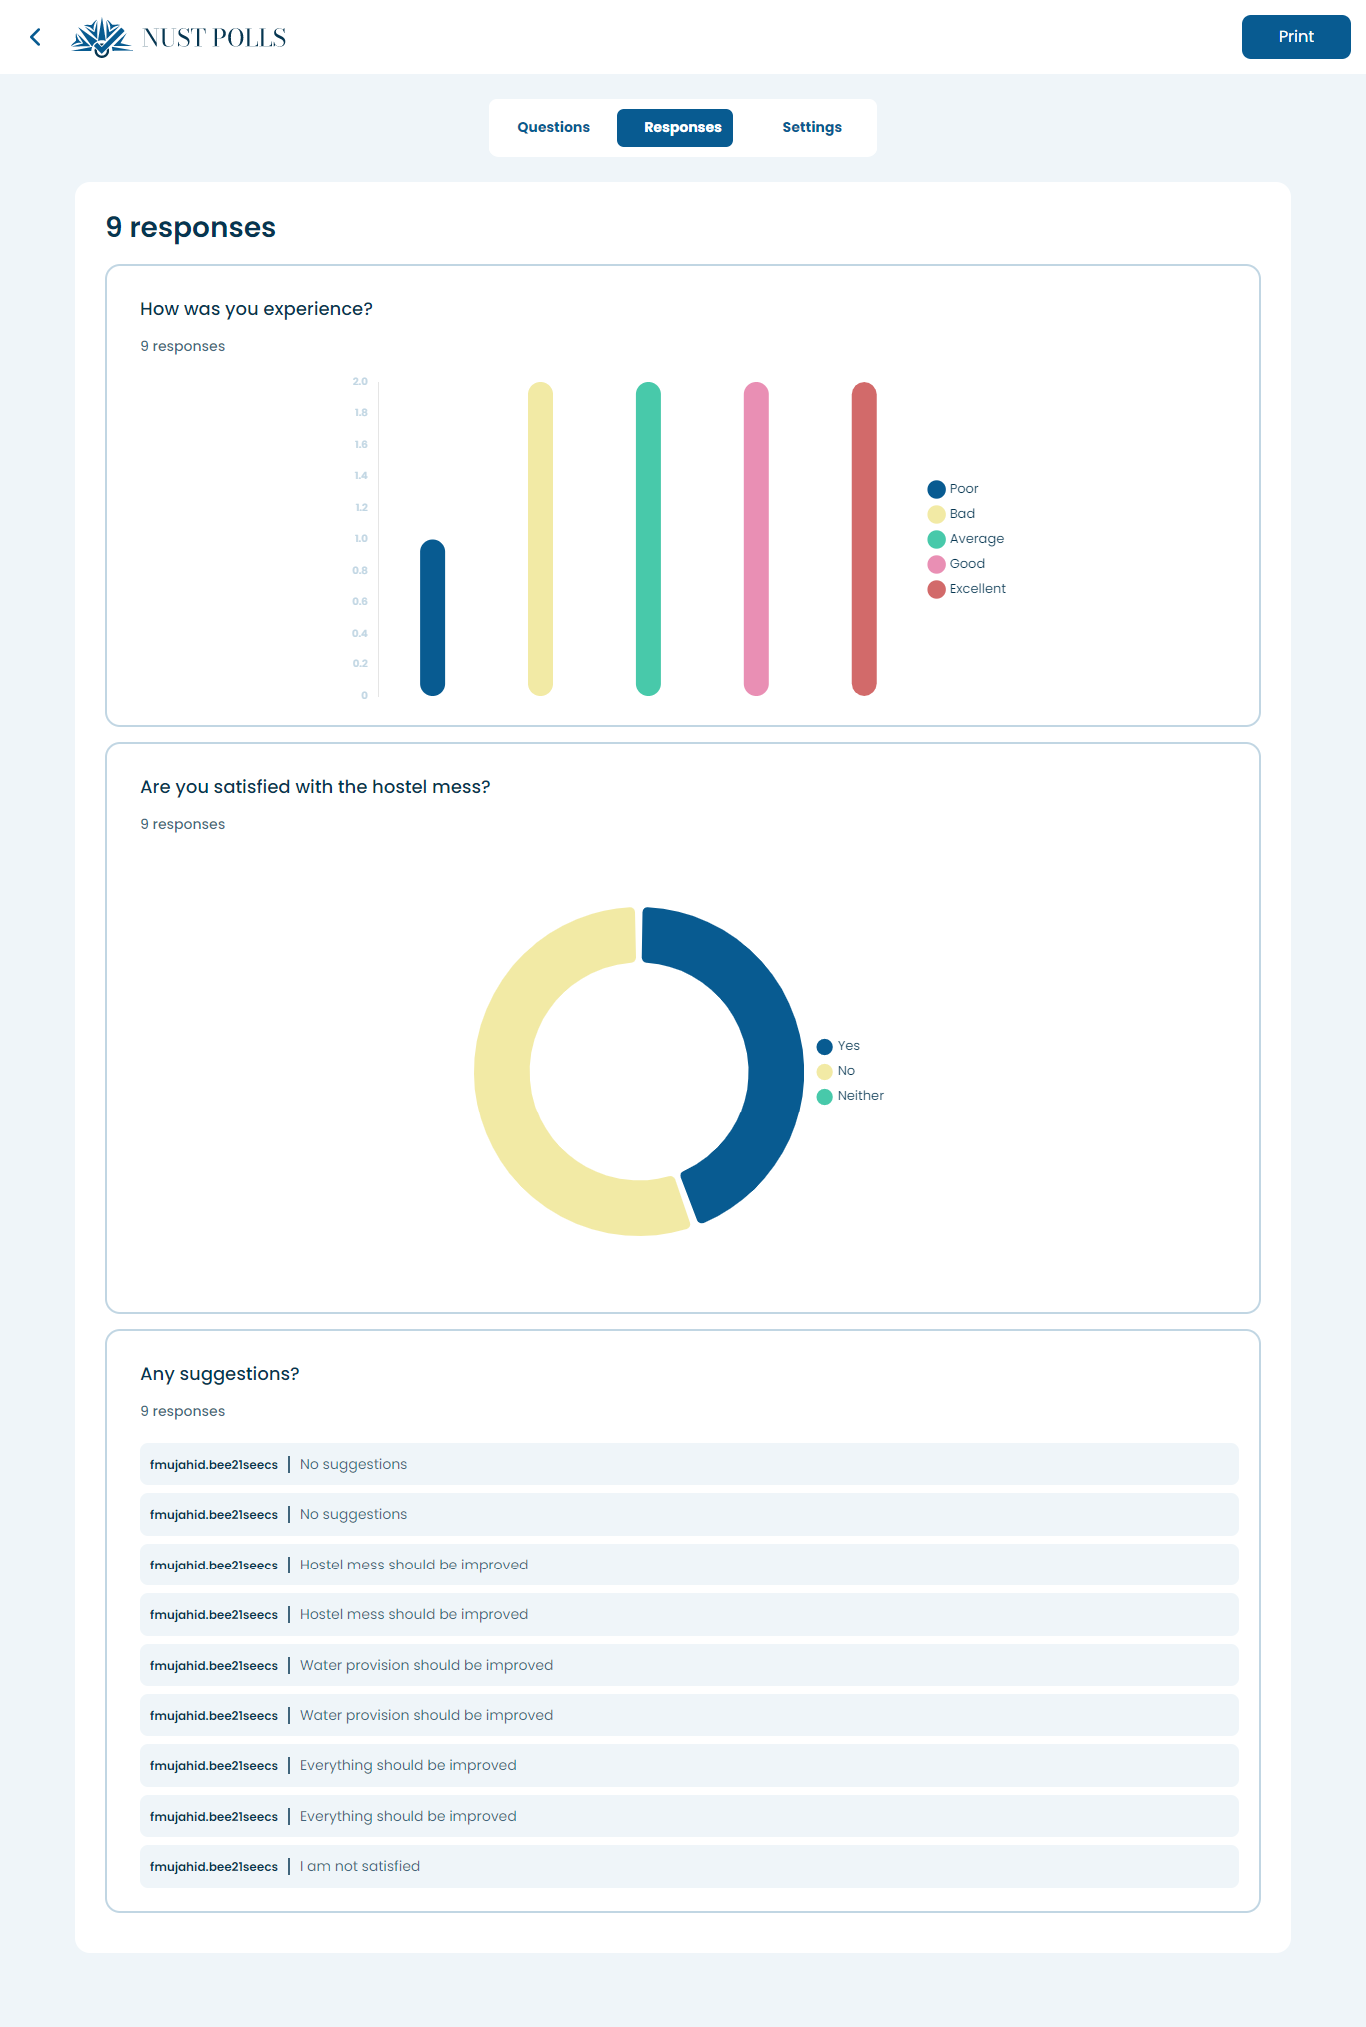 NUST POLLS
Print
Questions
Responses
Settings
9 responses
How was you experience?
9 responses
2.0
1.8
1.6
1.4
1.2
1.0
0.8
0.6
0.4
0.2
0
Poor
Bad
Average
Good
Excellent
Are you satisfied with the hostel mess?
9 responses
Yes
No
Neither
Any suggestions?
9 responses
fmujahid.bee21seecs | No suggestions
fmujahid.bee21seecs | No suggestions
fmujahid.bee21seecs | Hostel mess should be improved
fmujahid.bee21seecs | Hostel mess should be improved
fmujahid.bee21seecs | Water provision should be improved
fmujahid.bee21seecs | Water provision should be improved
fmujahid.bee21seecs | Everything should be improved
fmujahid.bee21seecs | Everything should be improved
fmujahid.bee21seecs | I am not satisfied